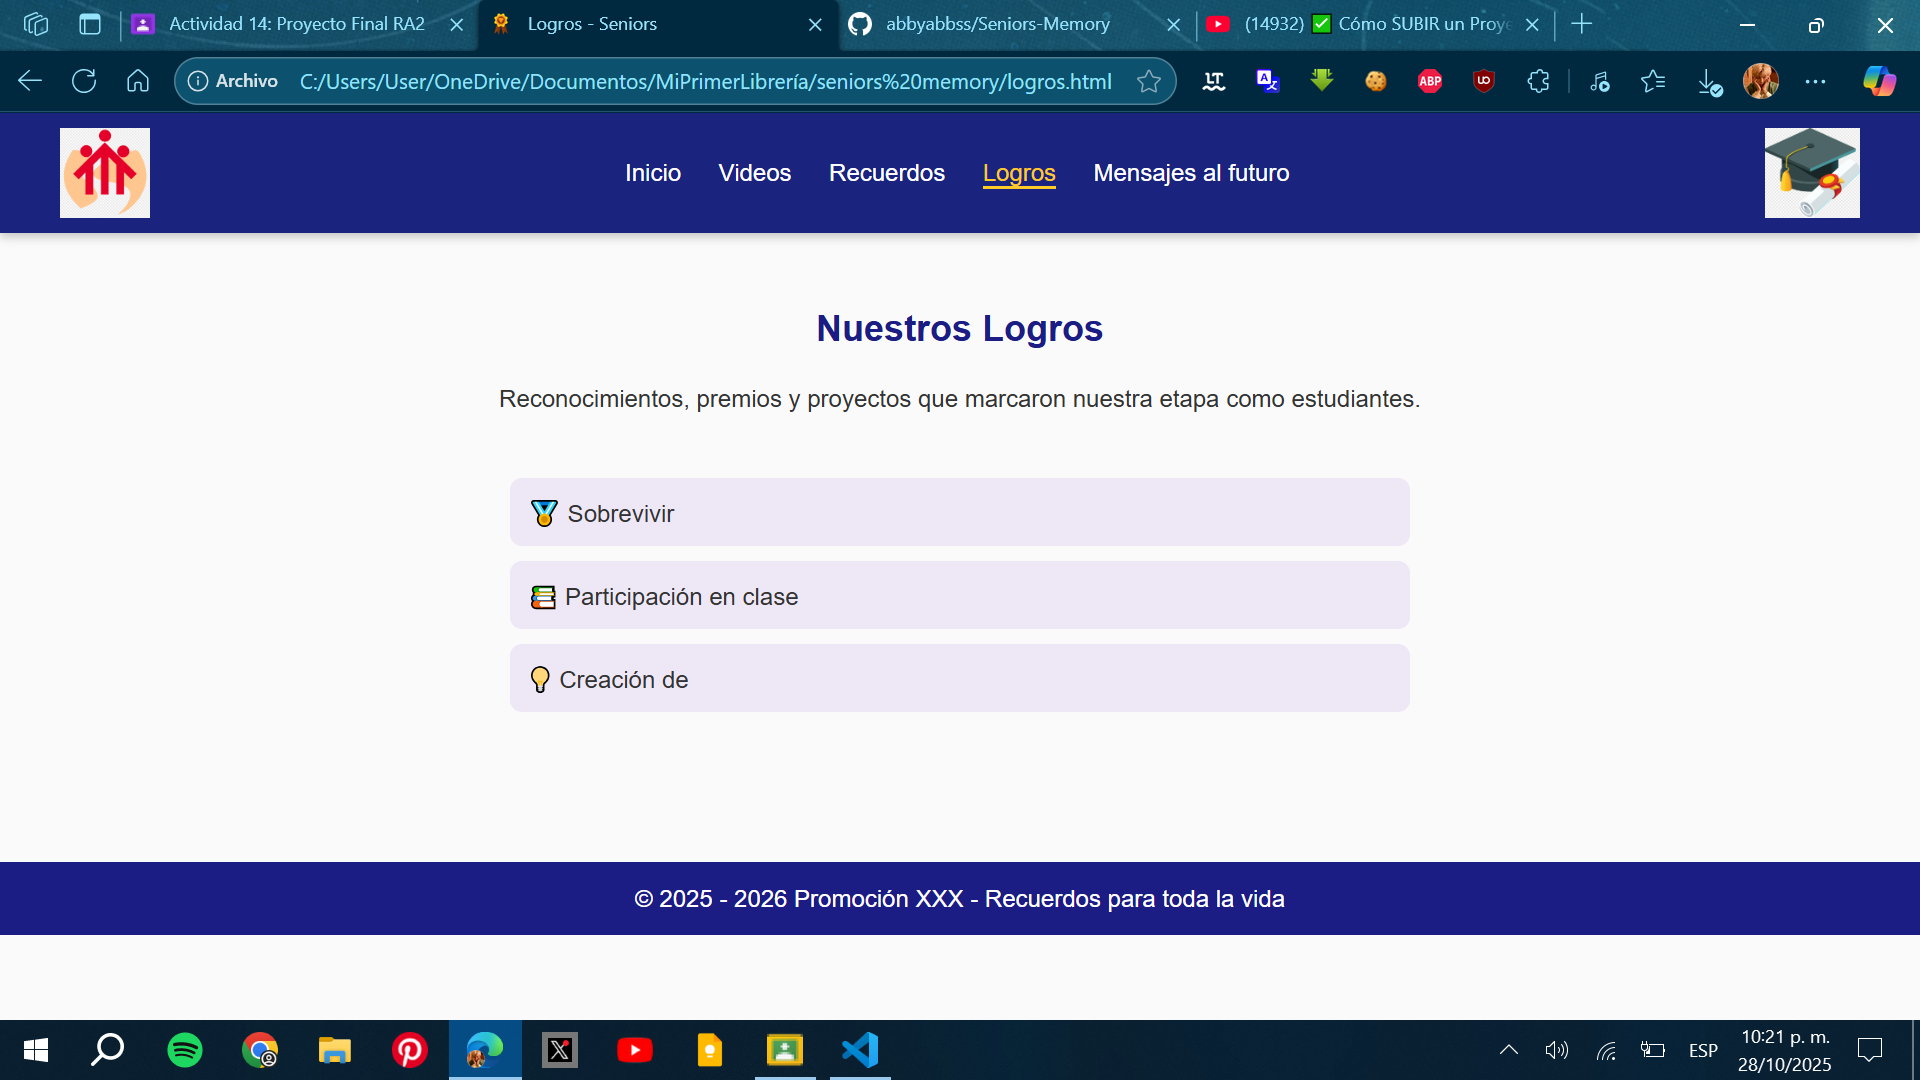 Actividad 14: Proyecto Final RA2
Logros - Seniors
abbyabbss/Seniors-Memory
(14932) ✅ Cómo SUBIR un Proye
Archivo
C:/Users/User/OneDrive/Documentos/MiPrimerLibrería/seniors%20memory/logros.html
LT
ABP
Inicio
Videos
Recuerdos
Logros
Mensajes al futuro
Nuestros Logros
Reconocimientos, premios y proyectos que marcaron nuestra etapa como estudiantes.
🏅 Sobrevivir
📚 Participación en clase
💡 Creación de
© 2025 - 2026 Promoción XXX - Recuerdos para toda la vida
ESP
10:21 p. m.
28/10/2025